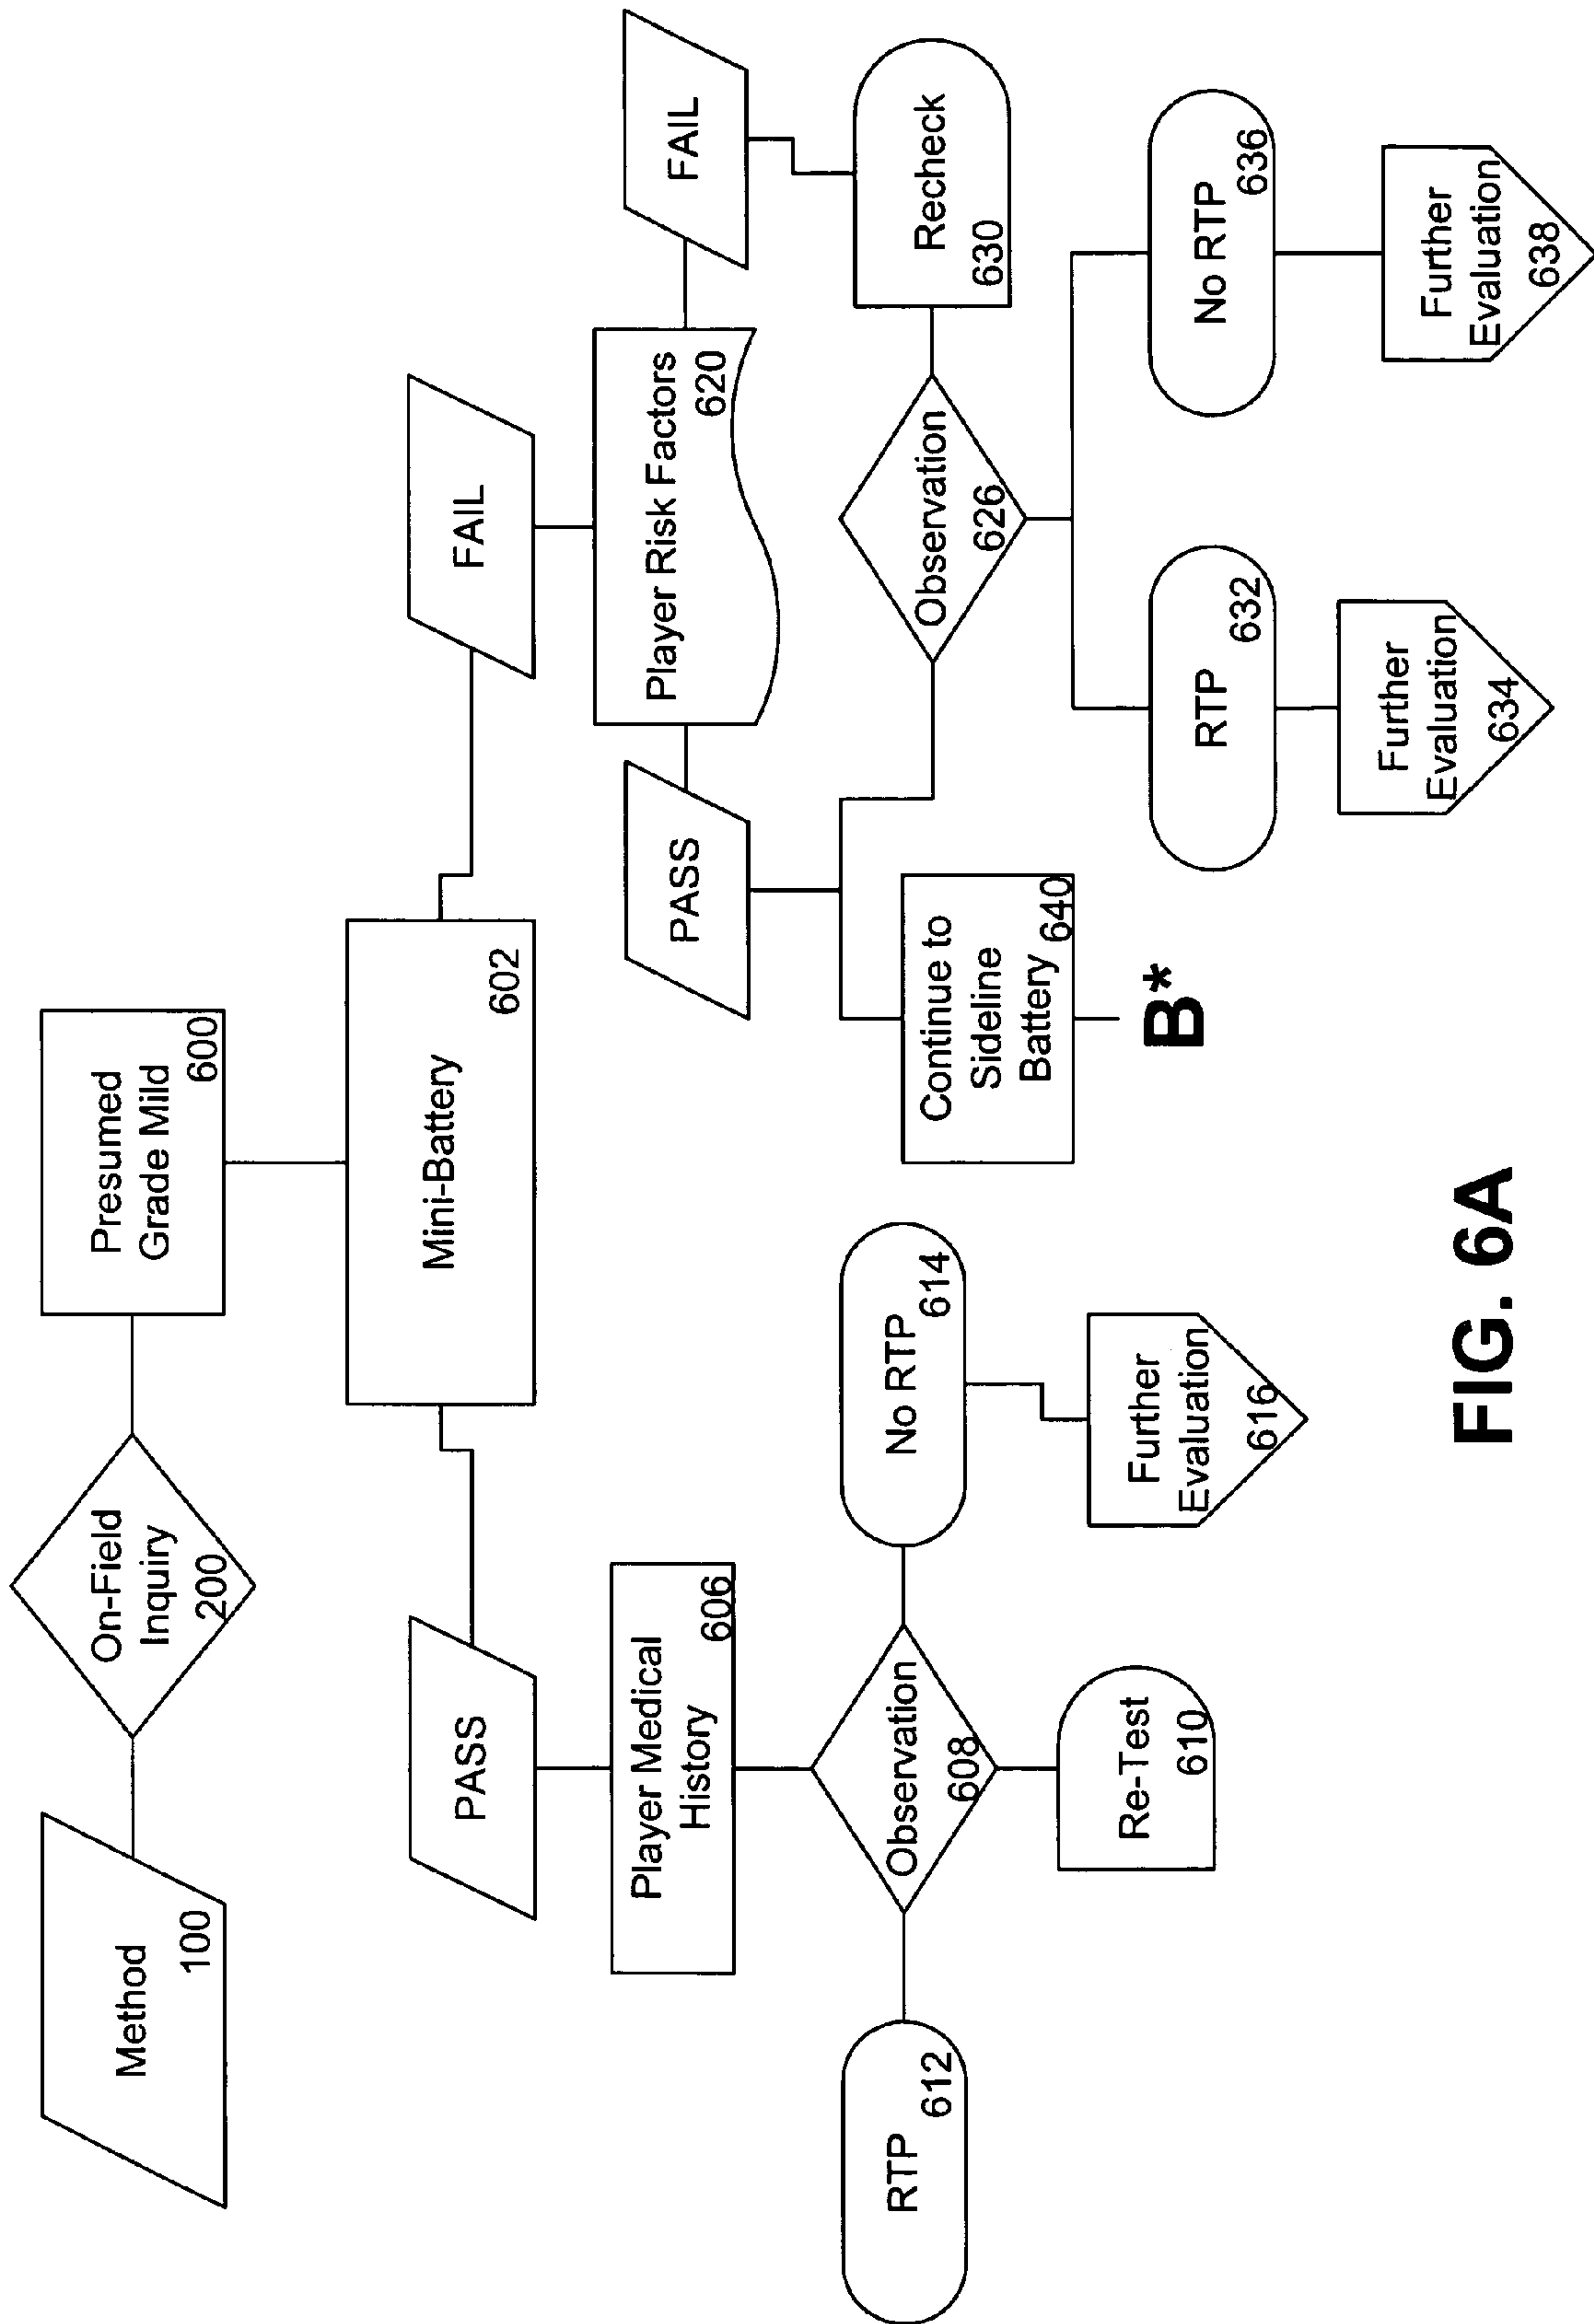 Method
100
On-Field
Inquiry
200
Presumed
Grade Mild
600
Mini-Battery
602
PASS
FAIL
Player Medical
History
606
Player Risk Factors
620
PASS
FAIL
RTP
612
Observation
608
No RTP
614
Re-Test
610
Further
Evaluation
616
Continue to
Sideline
Battery
640
B*
Observation
626
Recheck
630
RTP
632
No RTP
636
Further
Evaluation
634
Further
Evaluation
638
FIG. 6A